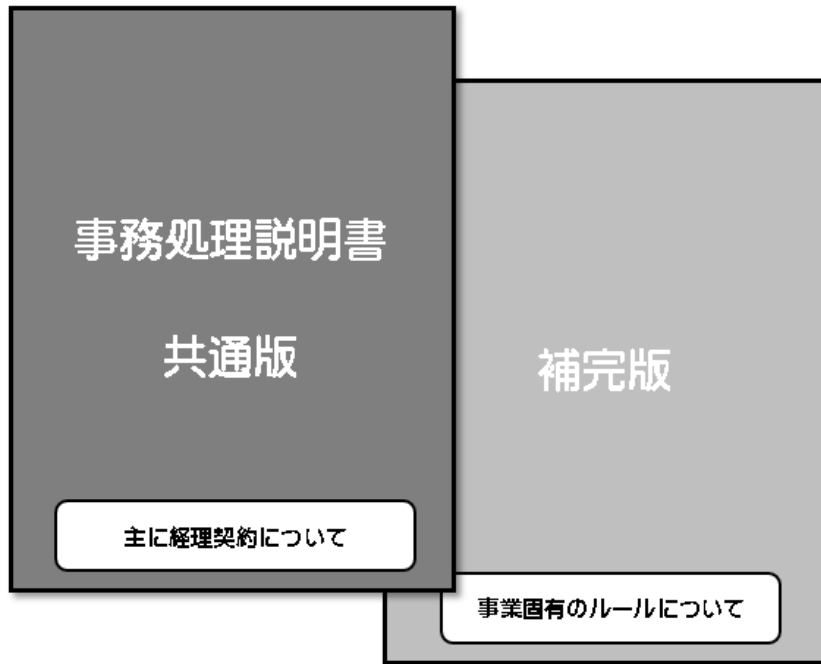 事務処理説明書
共通版
主に経理契約について
補完版
事業固有のルールについて